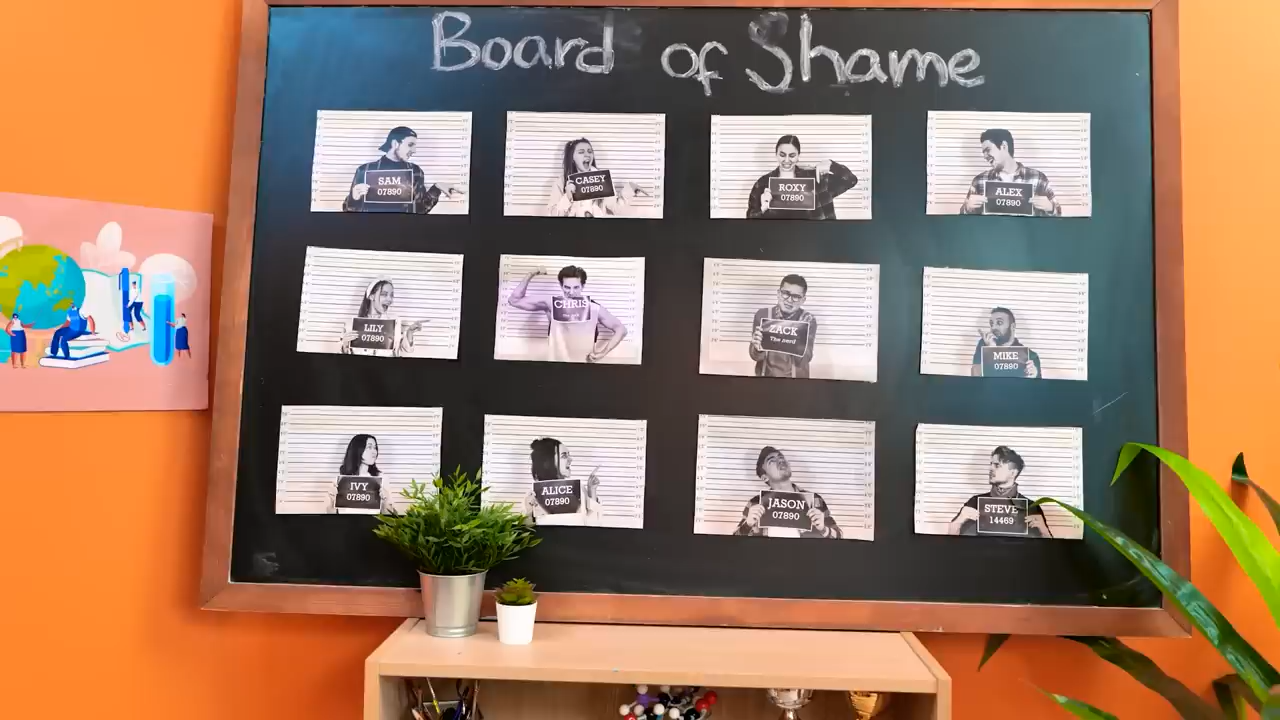 Board of Shame
SAM
07890
CASEY
07890
ROXY
07890
ALEX
07890
LILY
07890
CHRIS
ZACK
The nerd
MIKE
07890
IVY
07890
ALICE
07890
JASON
07890
STEVE
14469